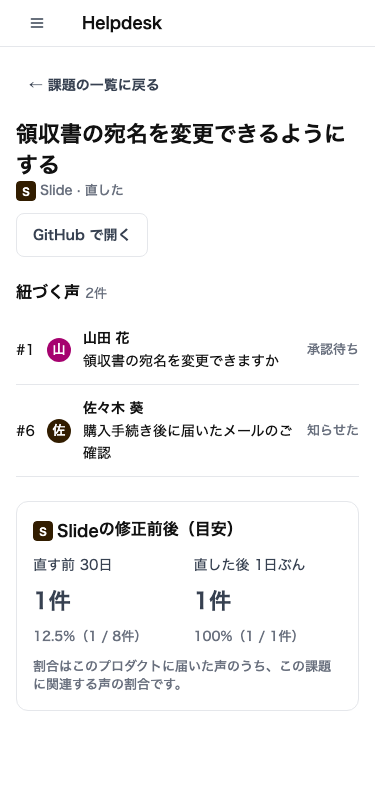 Helpdesk
← 課題の一覧に戻る
領収書の宛名を変更できるように
する
S Slide · 直した
GitHub で開く
紐づく声 2件
#1 山 山田 花
領収書の宛名を変更できますか
承認待ち
#6 佐 佐々木 葵
購入手続き後に届いたメールのご
確認
知らせた
S Slideの修正前後（目安）
直す前 30日
1件
12.5%（1 / 8件）
直した後 1日ぶん
1件
100%（1 / 1件）
割合はこのプロダクトに届いた声のうち、この課題
に関連する声の割合です。